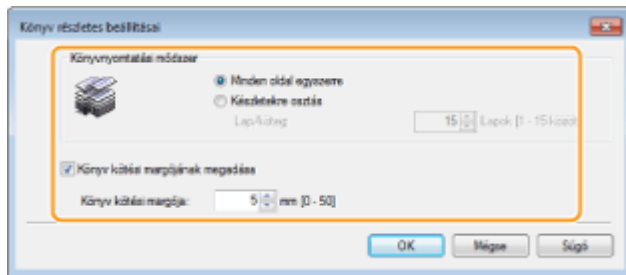 Könyv részletes beállításai
Könyvnyomtatási módszer
Minden oldal egyszerre
Készletekre osztás
Lap/köteg: 15 Lapok [1 - 15 között]
Könyv kötési margójának megadása
Könyv kötési margója: 5 mm [0 - 50]
OK Mégse Súgó